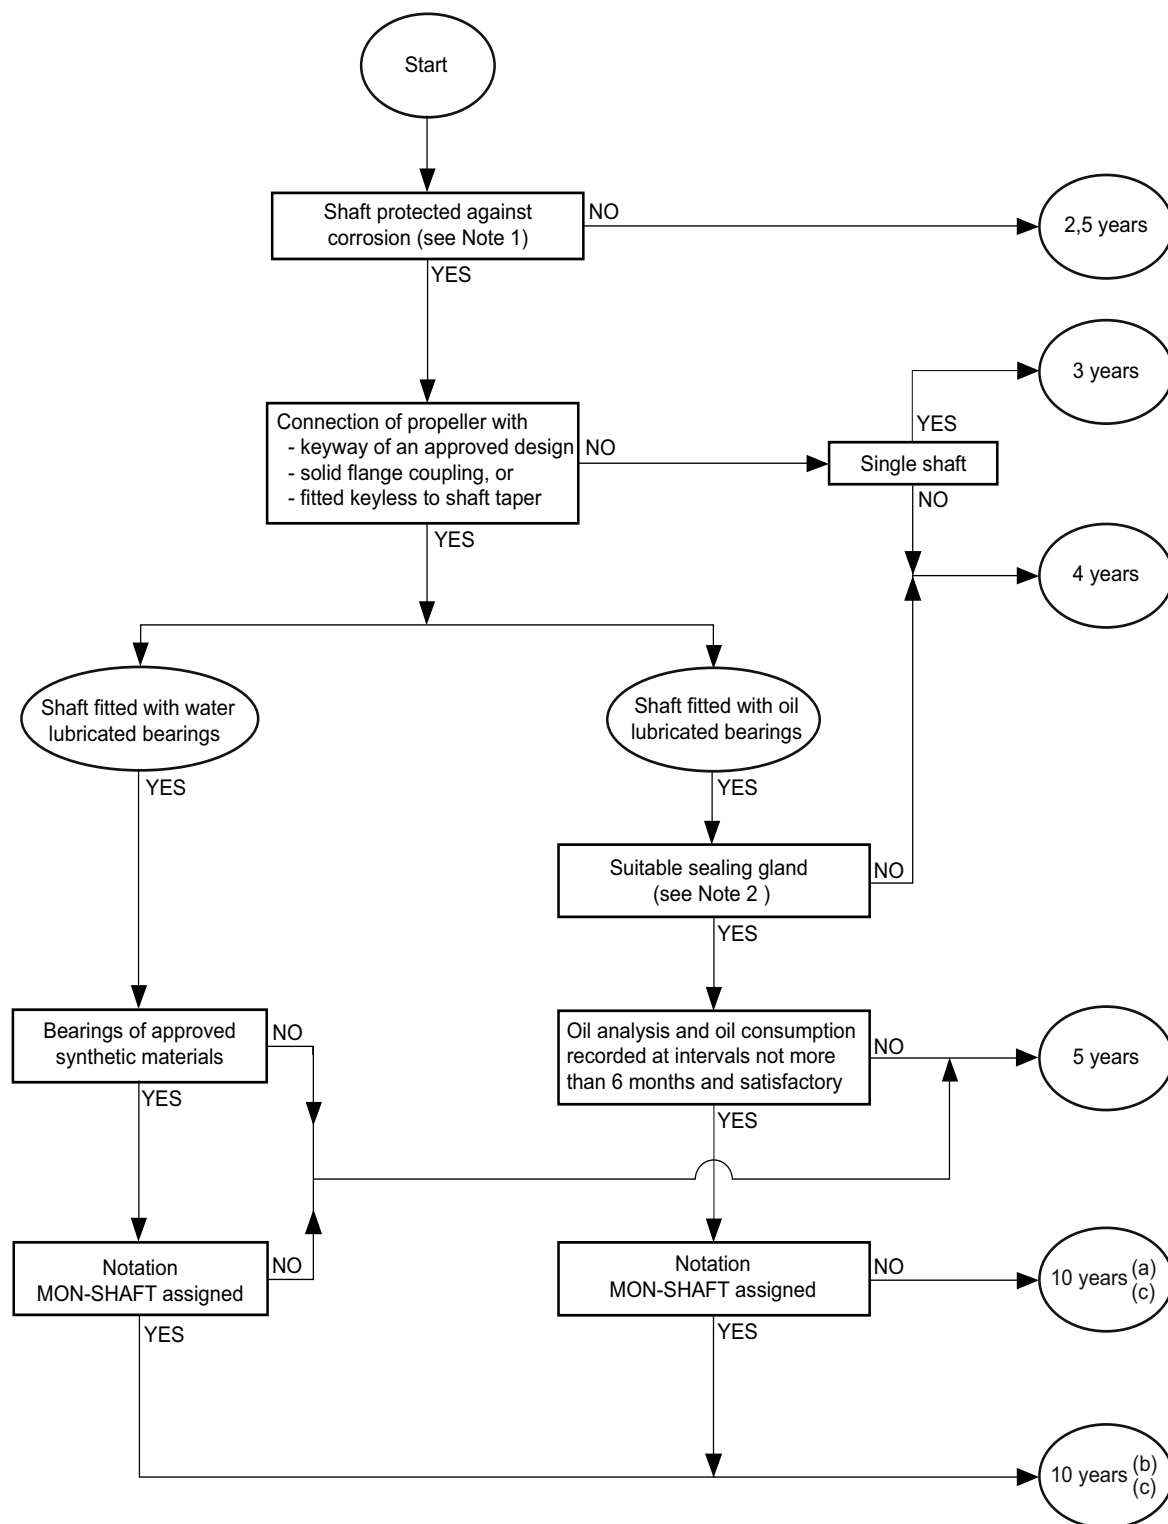 Start
Shaft protected against
corrosion (see Note 1)
NO
2,5 years
YES
3 years
YES
Connection of propeller with
- keyway of an approved design
- solid flange coupling, or
- fitted keyless to shaft taper
NO
Single shaft
NO
YES
4 years
Shaft fitted with water
lubricated bearings
Shaft fitted with oil
lubricated bearings
YES
YES
Suitable sealing gland
(see Note 2 )
NO
YES
Bearings of approved
synthetic materials
NO
Oil analysis and oil consumption
recorded at intervals not more
than 6 months and satisfactory
NO
5 years
YES
YES
Notation
MON-SHAFT assigned
NO
Notation
MON-SHAFT assigned
NO
10 years (a)
(c)
YES
YES
10 years (b)
(c)